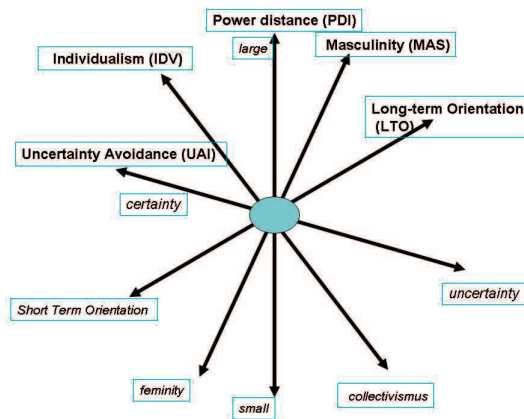 Power distance (PDI)
large
Masculinity (MAS)
Individualism (IDV)
Long-term Orientation
(LTO)
Uncertainty Avoidance (UAI)
certainty
uncertainty
Short Term Orientation
feminity
small
collectivismus